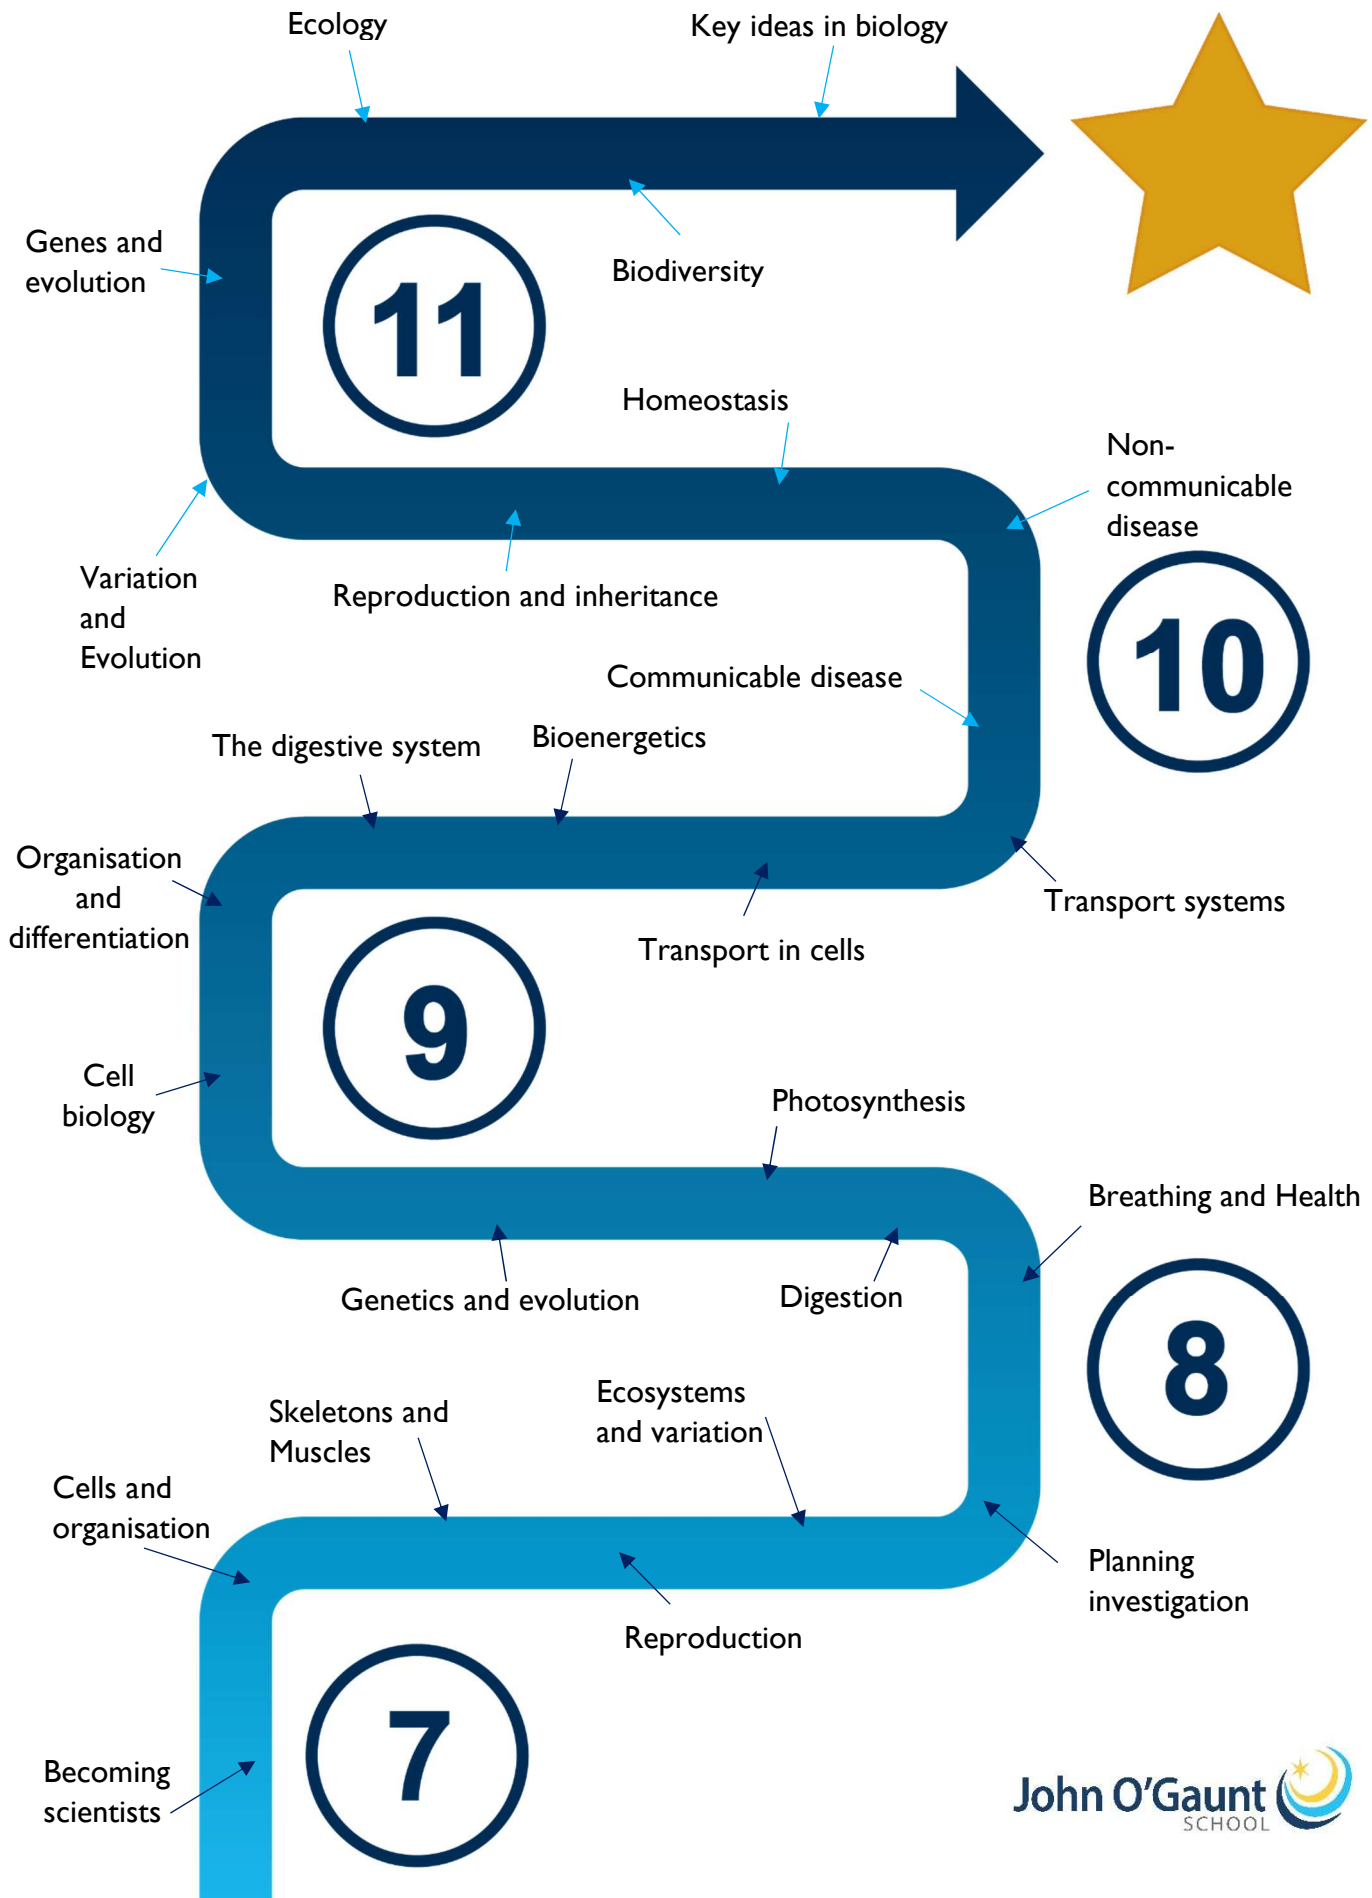 Ecology
Key ideas in biology
Genes and
evolution
Biodiversity
11
Homeostasis
Non-
communicable
disease
Variation
and
Evolution
Reproduction and inheritance
10
Communicable disease
The digestive system
Bioenergetics
Organisation
and
differentiation
Transport systems
Transport in cells
9
Cell
biology
Photosynthesis
Breathing and Health
Genetics and evolution
Digestion
8
Skeletons and
Muscles
Ecosystems
and variation
Cells and
organisation
Planning
investigation
Reproduction
7
Becoming
scientists
John O'Gaunt
SCHOOL